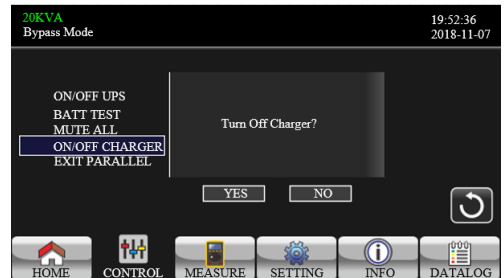 20KVA
Bypass Mode
19:52:36
2018-11-07
ON/OFF UPS
BATT TEST
MUTE ALL
ON/OFF CHARGER
EXIT PARALLEL
Turn Off Charger?
YES NO
HOME CONTROL MEASURE SETTING INFO DATALOG